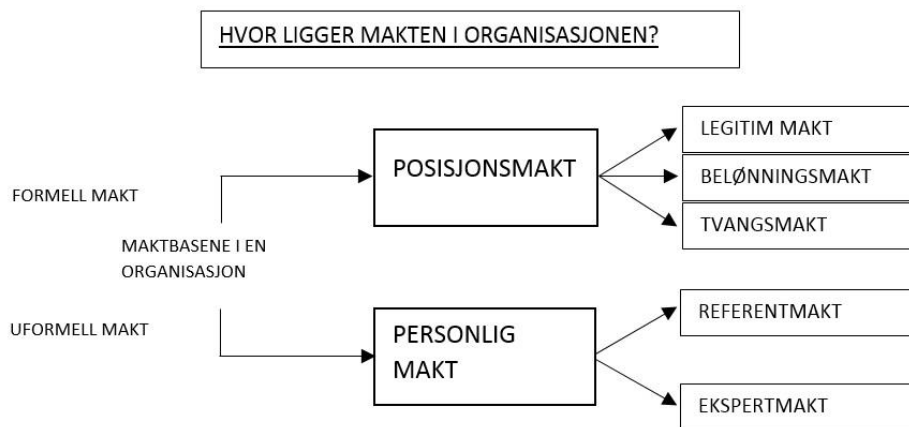 HVOR LIGGER MAKTEN I ORGANISASJONEN?
FORMELL MAKT
MAKTBASENE I EN
ORGANISASJON
UFORMELL MAKT
POSISJONSMAKT
LEGITIM MAKT
BELØNNINGSMAKT
TVANGSMAKT
PERSONLIG
MAKT
REFERENTMAKT
EKSPERTMAKT